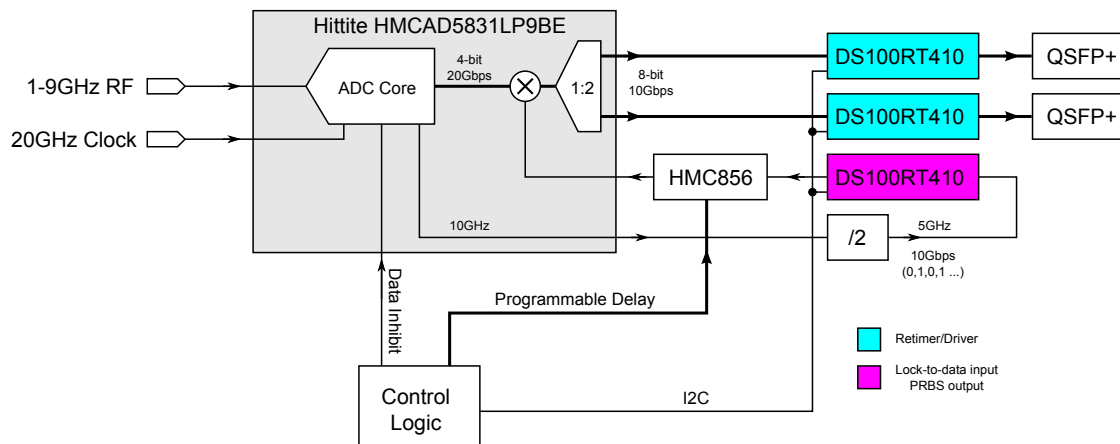 Hittite HMCAD5831LP9BE
1-9GHz RF
20GHz Clock
ADC Core
4-bit
20Gbps
1:2
8-bit
10Gbps
DS100RT410
QSFP+
DS100RT410
QSFP+
HMC856
DS100RT410
10GHz
/2
5GHz
10Gbps
(0,1,0,1 ...)
Data Inhibit
Programmable Delay
Control
Logic
I2C
Retimer/Driver
Lock-to-data input
PRBS output